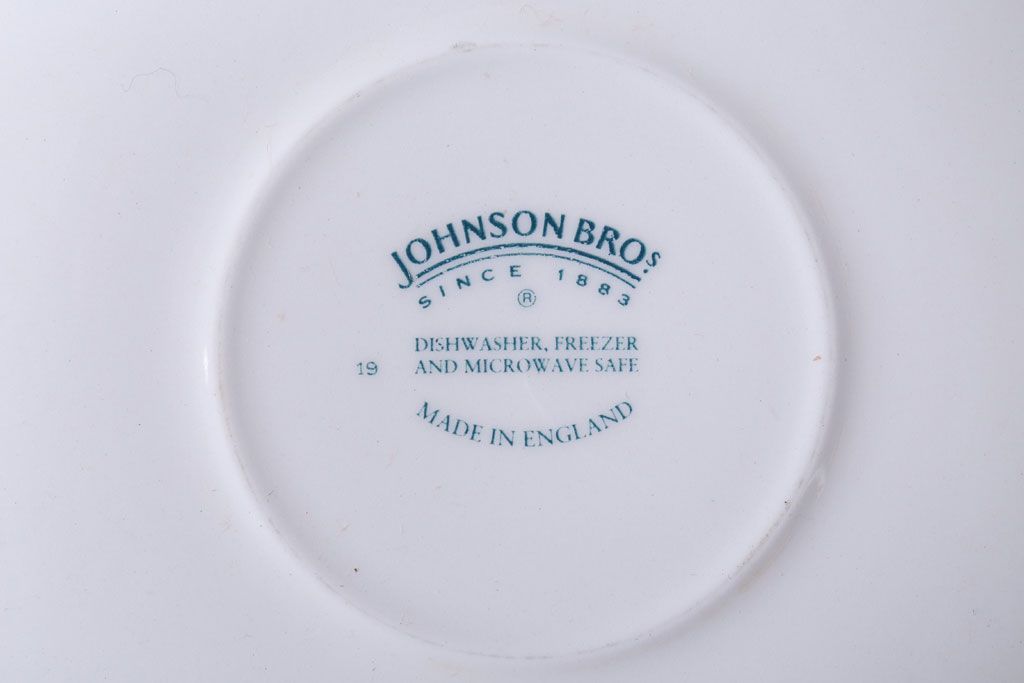 JOHNSON BROS
SINCE 1883
®
DISHWASHER, FREEZER
AND MICROWAVE SAFE
19
MADE IN ENGLAND